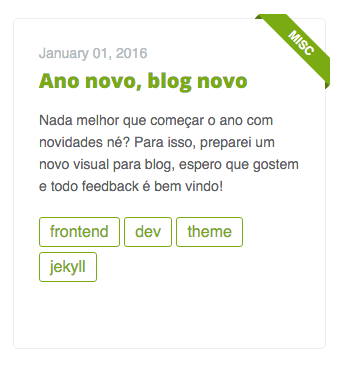 MISC
January 01, 2016
Ano novo, blog novo
Nada melhor que começar o ano com
novidades né? Para isso, preparei um
novo visual para blog, espero que gostem
e todo feedback é bem vindo!
frontend dev theme
jekyll